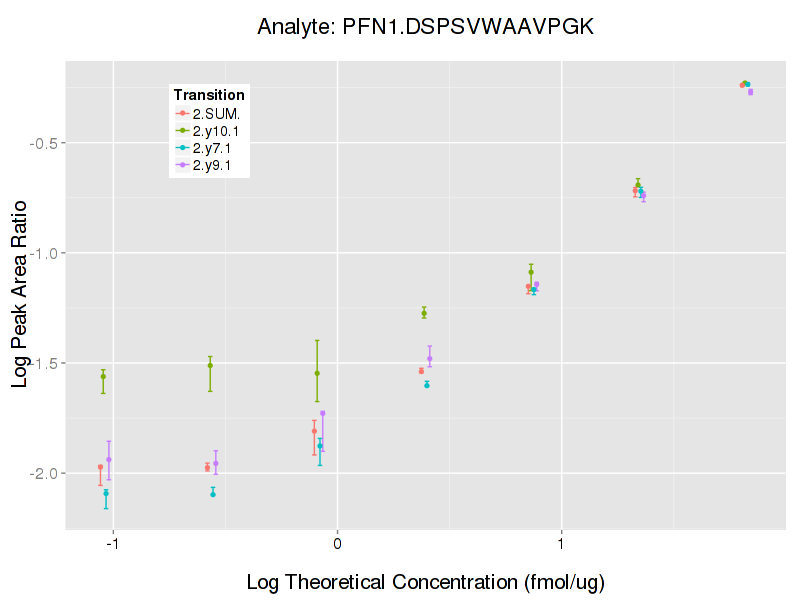 Analyte: PFN1.DSPSVWAAVPGK
Transition
2.SUM.
2.y10.1
2.y7.1
2.y9.1
Log Peak Area Ratio
-0.5
-1.0
-1.5
-2.0
-1
0
1
Log Theoretical Concentration (fmol/ug)